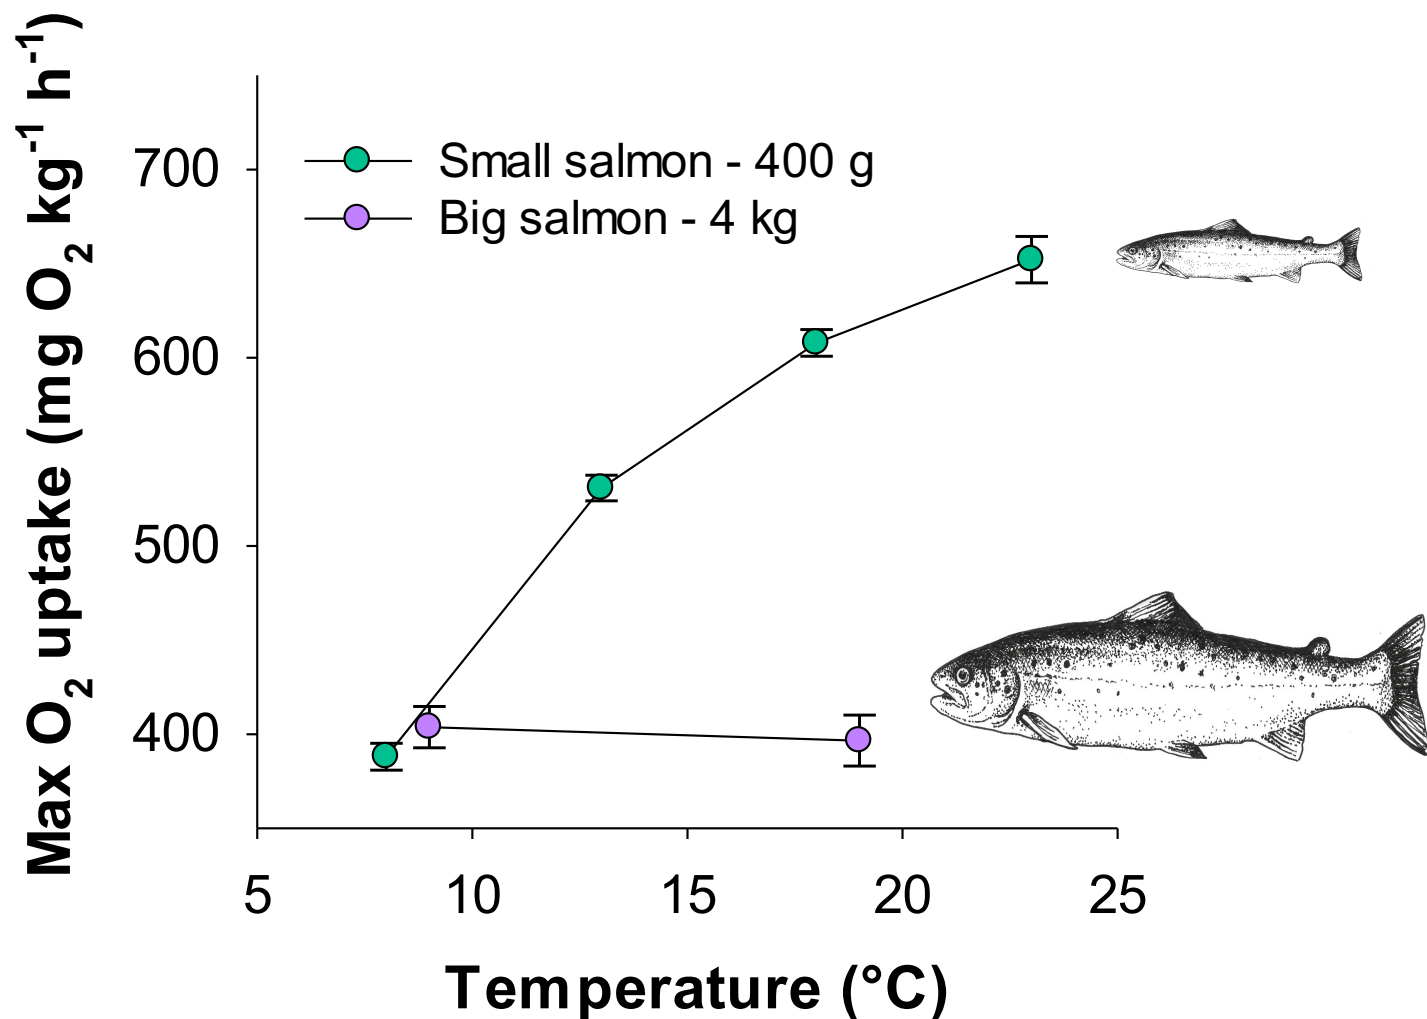 Max O₂ uptake (mg O₂ kg⁻¹ h⁻¹)
700
600
500
400
Small salmon - 400 g
Big salmon - 4 kg
5 10 15 20 25
Temperature (°C)